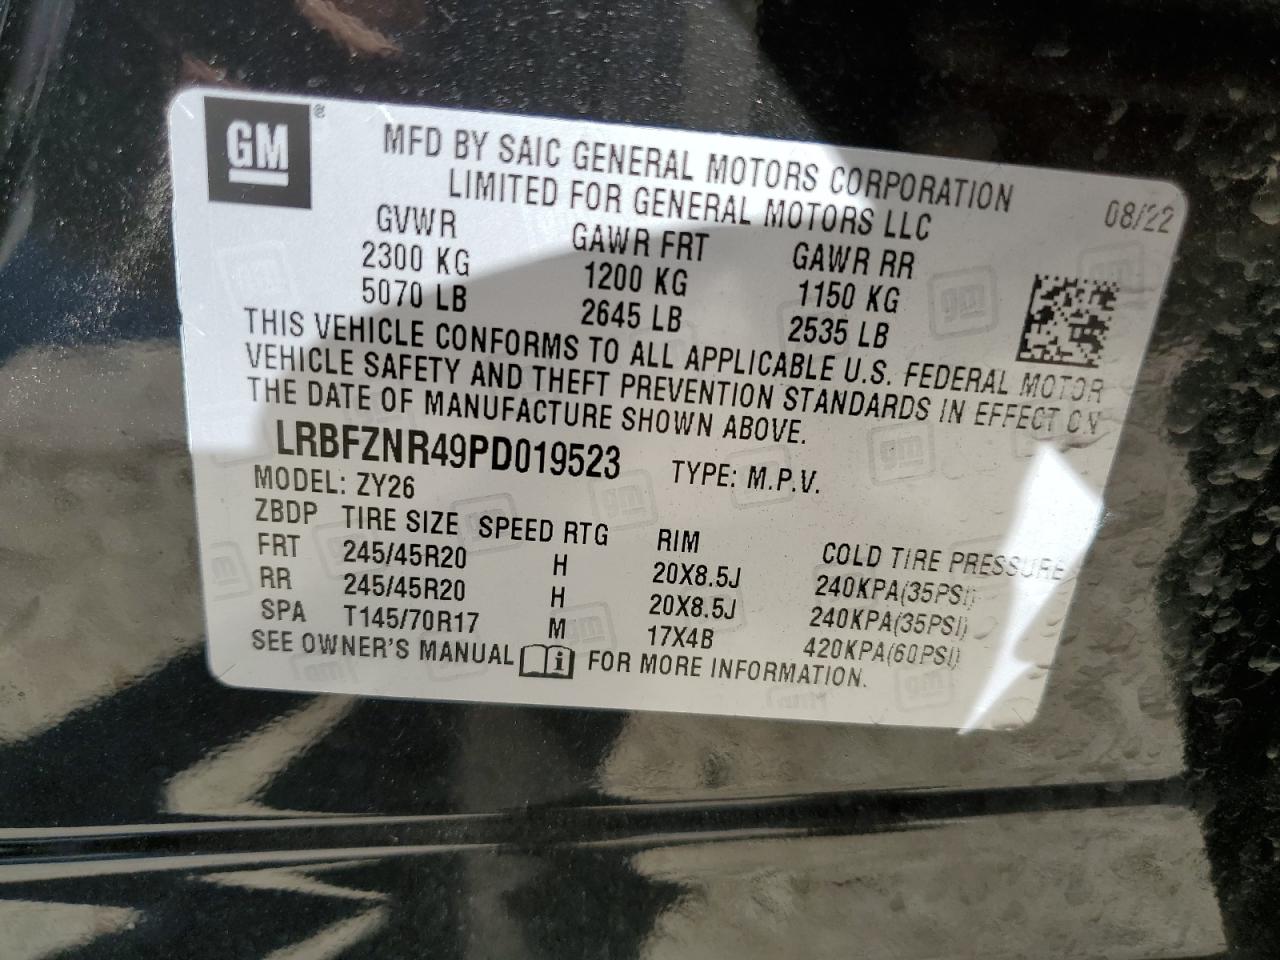 GM ®
MFD BY SAIC GENERAL MOTORS CORPORATION
LIMITED FOR GENERAL MOTORS LLC
08/22
GVWR GAWR FRT GAWR RR
2300 KG 1200 KG 1150 KG
5070 LB 2645 LB 2535 LB
THIS VEHICLE CONFORMS TO ALL APPLICABLE U.S. FEDERAL MOTOR
VEHICLE SAFETY AND THEFT PREVENTION STANDARDS IN EFFECT ON
THE DATE OF MANUFACTURE SHOWN ABOVE.
LRBFZNR49PD019523 TYPE: M.P.V.
MODEL: ZY26
ZBDP TIRE SIZE SPEED RTG RIM COLD TIRE PRESSURE
FRT 245/45R20 H 20X8.5J 240KPA(35PSI)
RR 245/45R20 H 20X8.5J 240KPA(35PSI)
SPA T145/70R17 M 17X4B 420KPA(60PSI)
SEE OWNER'S MANUAL FOR MORE INFORMATION.